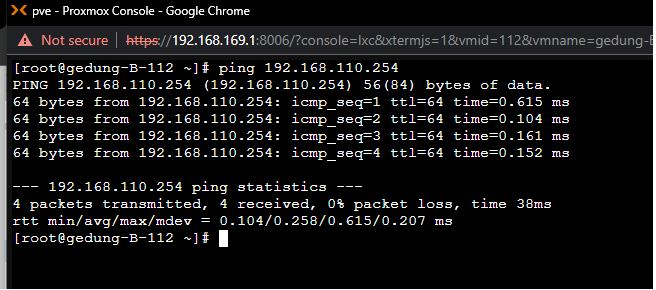 pve - Proxmox Console - Google Chrome
Not secure https://192.168.169.1:8006/?console=lxc&xtermjs=1&vmid=112&vmname=gedung-
[root@gedung-B-112 ~]# ping 192.168.110.254
PING 192.168.110.254 (192.168.110.254) 56(84) bytes of data.
64 bytes from 192.168.110.254: icmp_seq=1 ttl=64 time=0.615 ms
64 bytes from 192.168.110.254: icmp_seq=2 ttl=64 time=0.104 ms
64 bytes from 192.168.110.254: icmp_seq=3 ttl=64 time=0.161 ms
64 bytes from 192.168.110.254: icmp_seq=4 ttl=64 time=0.152 ms
--- 192.168.110.254 ping statistics ---
4 packets transmitted, 4 received, 0% packet loss, time 38ms
rtt min/avg/max/mdev = 0.104/0.258/0.615/0.207 ms
[root@gedung-B-112 ~]#